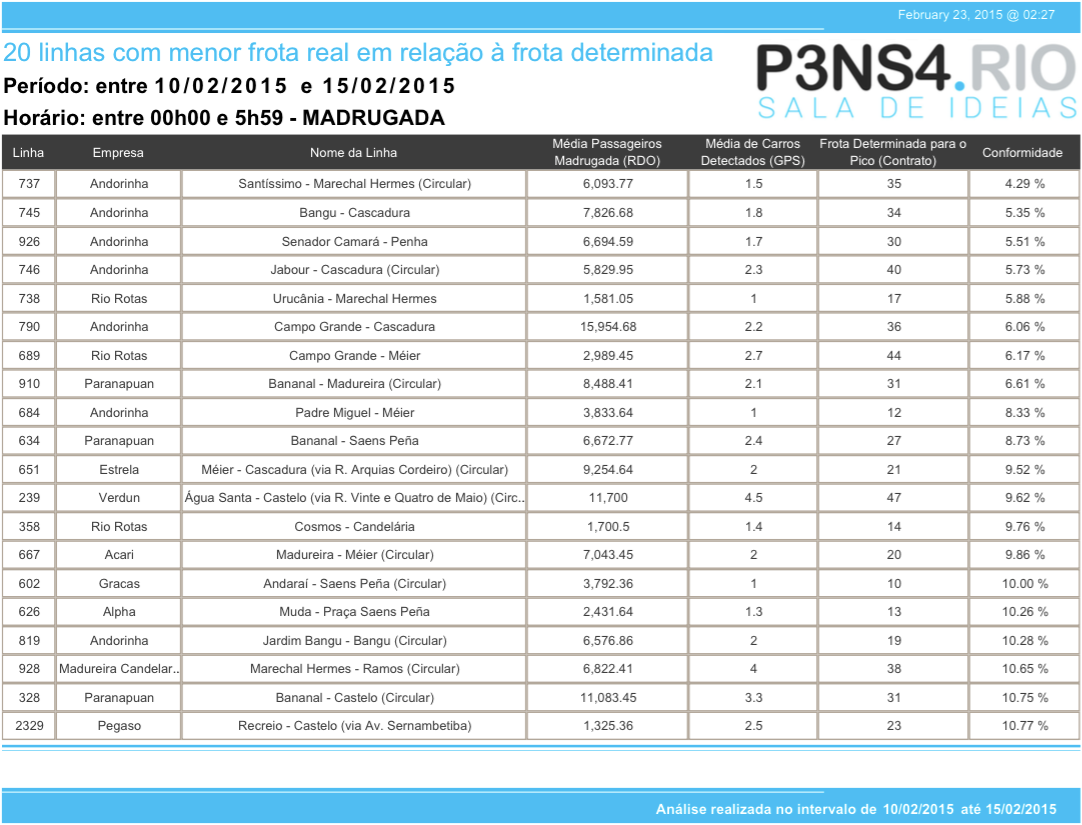 February 23, 2015 @ 02:27
20 linhas com menor frota real em relação à frota determinada
P3NS4.RIO
SALA DE IDEIAS
Período: entre 10/02/2015 e 15/02/2015
Horário: entre 00h00 e 5h59 - MADRUGADA
Linha Empresa Nome da Linha Média Passageiros Madrugada (RDO) Média de Carros Detectados (GPS) Frota Determinada para o Pico (Contrato) Conformidade
737 Andorinha Santíssimo - Marechal Hermes (Circular) 6,093.77 1.5 35 4.29 %
745 Andorinha Bangu - Cascadura 7,826.68 1.8 34 5.35 %
926 Andorinha Senador Camará - Penha 6,694.59 1.7 30 5.51 %
746 Andorinha Jabour - Cascadura (Circular) 5,829.95 2.3 40 5.73 %
738 Rio Rotas Urucânia - Marechal Hermes 1,581.05 1 17 5.88 %
790 Andorinha Campo Grande - Cascadura 15,954.68 2.2 36 6.06 %
689 Rio Rotas Campo Grande - Méier 2,989.45 2.7 44 6.17 %
910 Paranapuan Bananal - Madureira (Circular) 8,488.41 2.1 31 6.61 %
684 Andorinha Padre Miguel - Méier 3,833.64 1 12 8.33 %
634 Paranapuan Bananal - Saens Peña 6,672.77 2.4 27 8.73 %
651 Estrela Méier - Cascadura (via R. Arquias Cordeiro) (Circular) 9,254.64 2 21 9.52 %
239 Verdun Água Santa - Castelo (via R. Vinte e Quatro de Maio) (Circ.. 11,700 4.5 47 9.62 %
358 Rio Rotas Cosmos - Candelária 1,700.5 1.4 14 9.76 %
667 Acari Madureira - Méier (Circular) 7,043.45 2 20 9.86 %
602 Gracas Andaraí - Saens Peña (Circular) 3,792.36 1 10 10.00 %
626 Alpha Muda - Praça Saens Peña 2,431.64 1.3 13 10.26 %
819 Andorinha Jardim Bangu - Bangu (Circular) 6,576.86 2 19 10.28 %
928 Madureira Candelar.. Marechal Hermes - Ramos (Circular) 6,822.41 4 38 10.65 %
328 Paranapuan Bananal - Castelo (Circular) 11,083.45 3.3 31 10.75 %
2329 Pegaso Recreio - Castelo (via Av. Sernambetiba) 1,325.36 2.5 23 10.77 %
Análise realizada no intervalo de 10/02/2015 até 15/02/2015